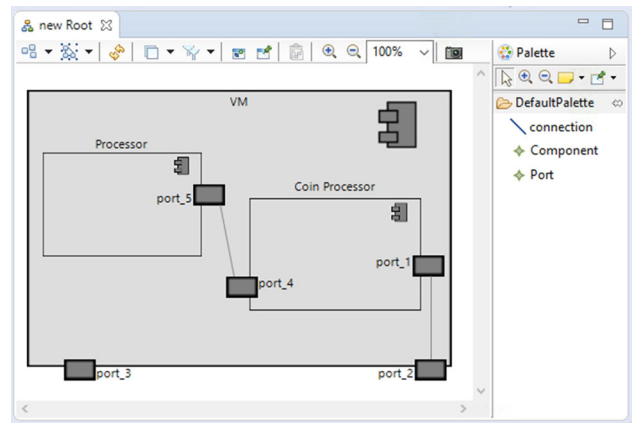 new Root
100%
Palette
DefaultPalette
connection
Component
Port
VM
Processor
port_5
Coin Processor
port_1
port_4
port_3
port_2